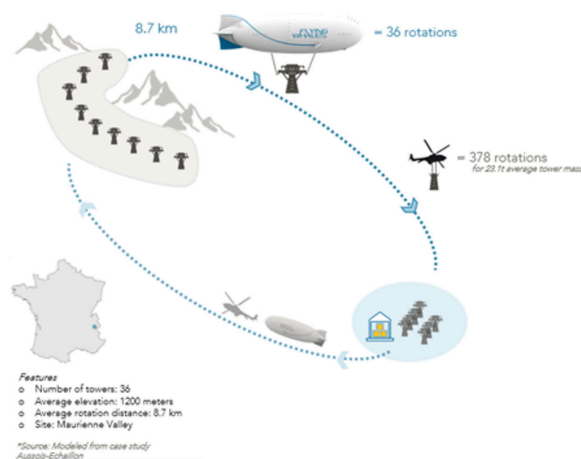 8.7 km
FLYING
WHALES
= 36 rotations
= 378 rotations
for 23.1t average tower mass
Features
o Number of towers: 36
o Average elevation: 1200 meters
o Average rotation distance: 8.7 km
o Site: Maurienne Valley
*Source: Modeled from case study
Aussois-Echaillon